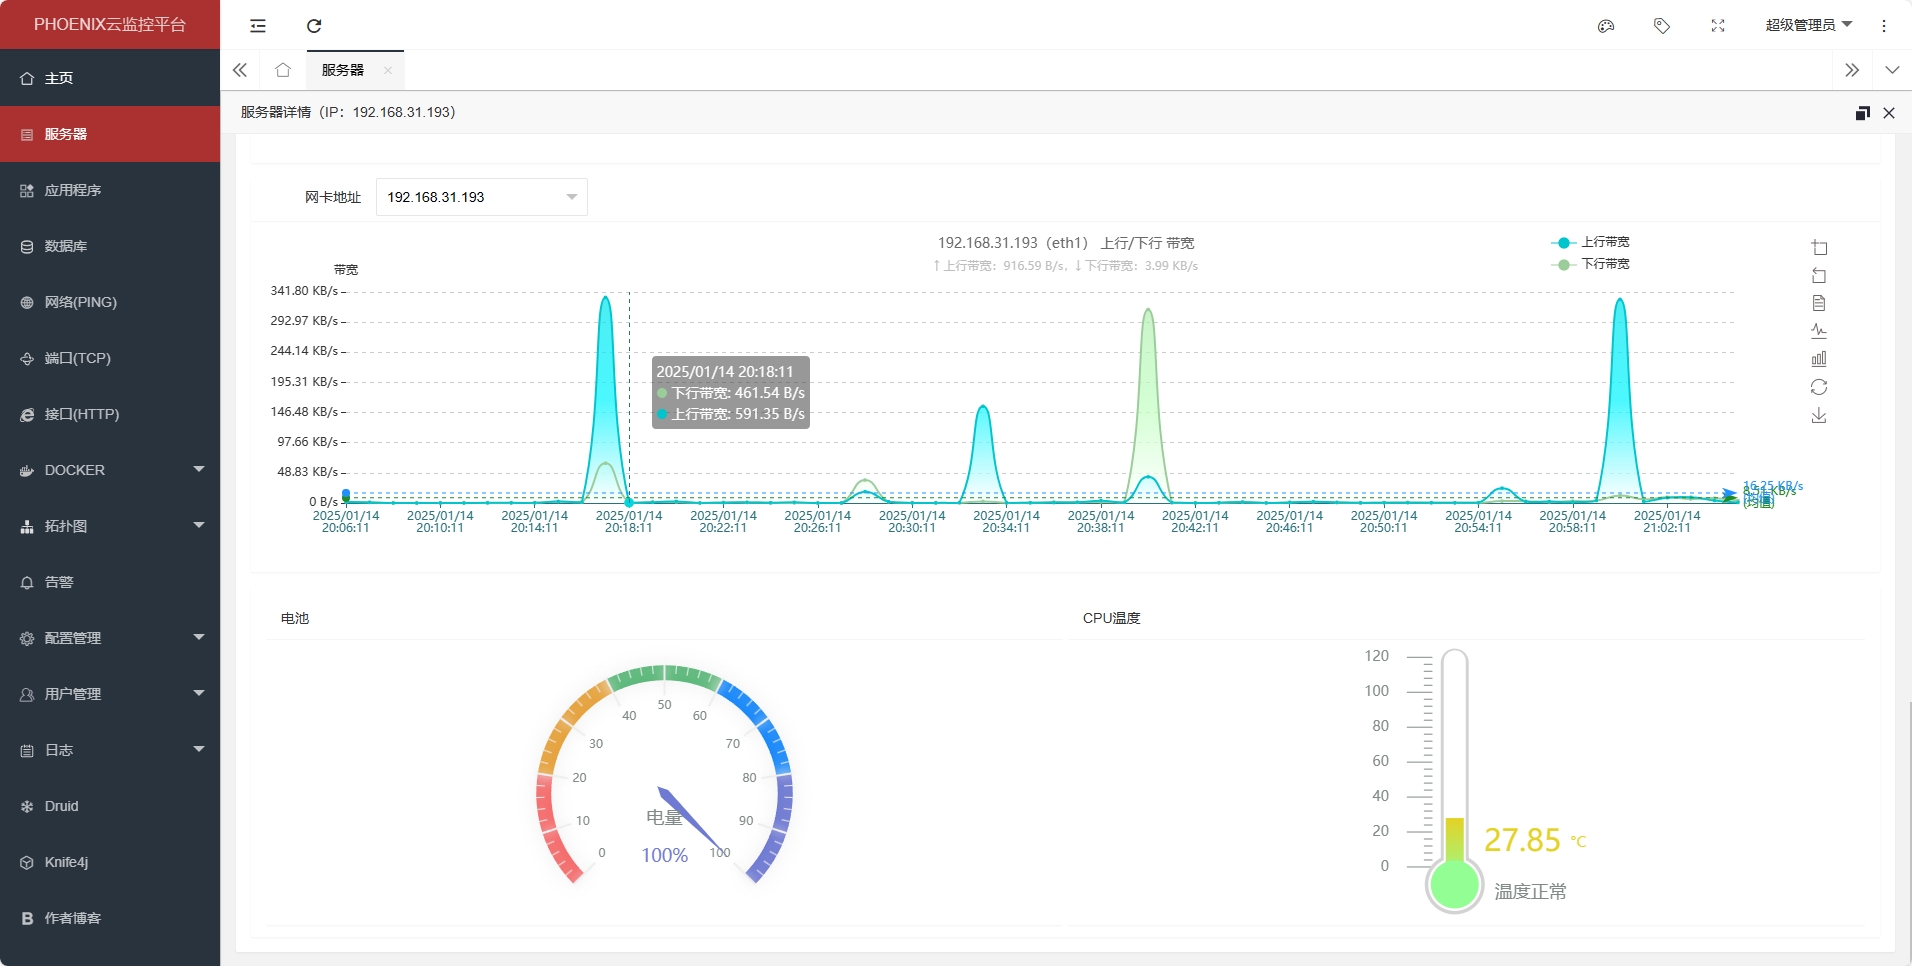 PHOENIX云监控平台
超级管理员
主页
服务器
应用程序
数据库
网络(PING)
端口(TCP)
接口(HTTP)
DOCKER
拓扑图
告警
配置管理
用户管理
日志
Druid
Knife4j
作者博客
服务器
服务器详情（IP：192.168.31.193）
网卡地址
192.168.31.193
192.168.31.193（eth1） 上行/下行 带宽
↑上行带宽：916.59 B/s，↓下行带宽：3.99 KB/s
上行带宽
下行带宽
带宽
341.80 KB/s
292.97 KB/s
244.14 KB/s
195.31 KB/s
146.48 KB/s
97.66 KB/s
48.83 KB/s
0 B/s
2025/01/14 20:18:11
下行带宽: 461.54 B/s
上行带宽: 591.35 B/s
16.25 KB/s
(均值)
2025/01/14 20:06:11
2025/01/14 20:10:11
2025/01/14 20:14:11
2025/01/14 20:18:11
2025/01/14 20:22:11
2025/01/14 20:26:11
2025/01/14 20:30:11
2025/01/14 20:34:11
2025/01/14 20:38:11
2025/01/14 20:42:11
2025/01/14 20:46:11
2025/01/14 20:50:11
2025/01/14 20:54:11
2025/01/14 20:58:11
2025/01/14 21:02:11
电池
0
10
20
30
40
50
60
70
80
90
100
电量
100%
CPU温度
120
100
80
60
40
20
0
27.85 °C
温度正常